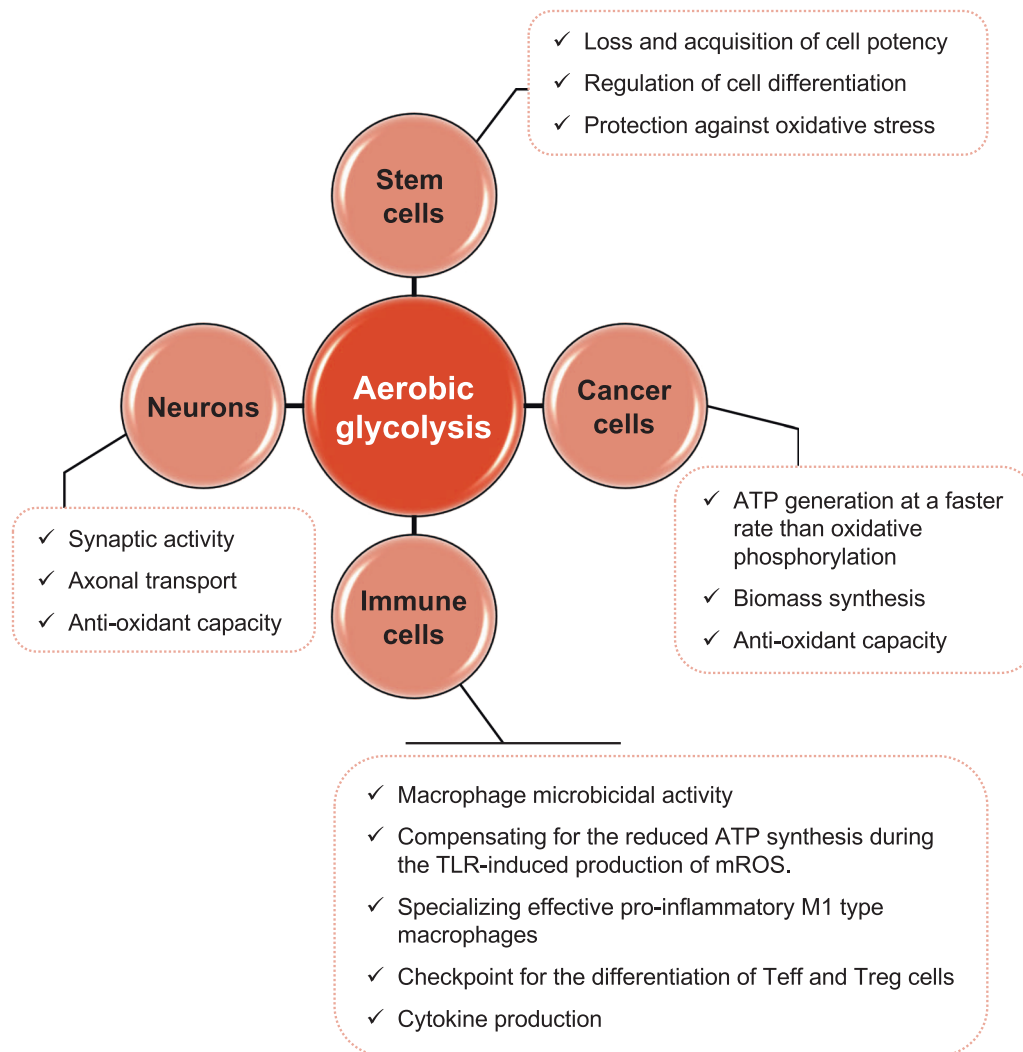 ✓ Loss and acquisition of cell potency
✓ Regulation of cell differentiation
✓ Protection against oxidative stress
Stem
cells
Neurons
Aerobic
glycolysis
Cancer
cells
✓ Synaptic activity
✓ Axonal transport
✓ Anti-oxidant capacity
Immune
cells
✓ ATP generation at a faster
rate than oxidative
phosphorylation
✓ Biomass synthesis
✓ Anti-oxidant capacity
✓ Macrophage microbicidal activity
✓ Compensating for the reduced ATP synthesis during
the TLR-induced production of mROS.
✓ Specializing effective pro-inflammatory M1 type
macrophages
✓ Checkpoint for the differentiation of Teff and Treg cells
✓ Cytokine production